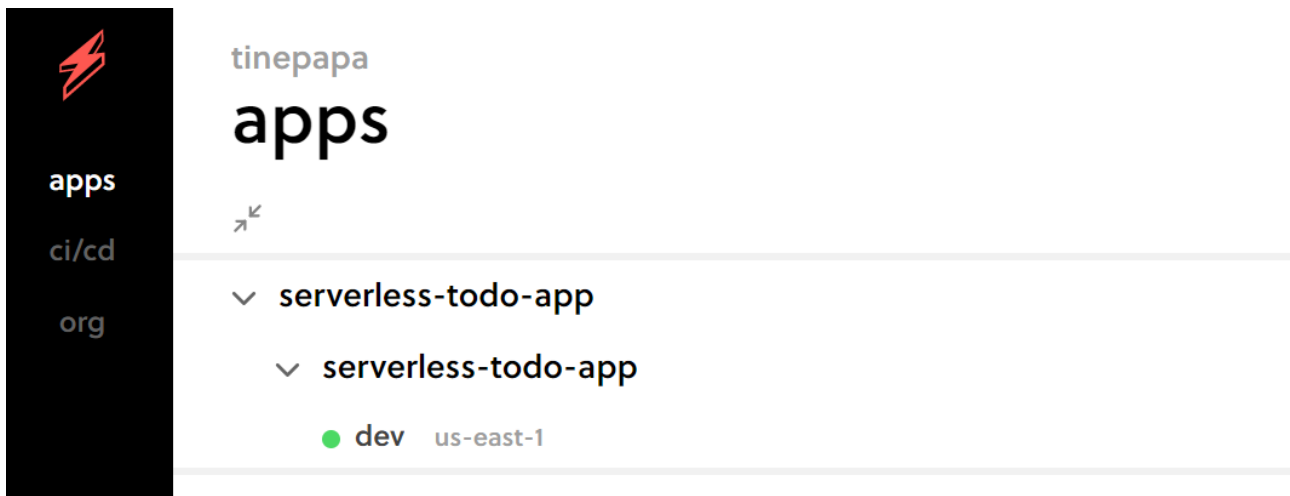 apps
ci/cd
org
tinepapa
apps
serverless-todo-app
serverless-todo-app
dev us-east-1